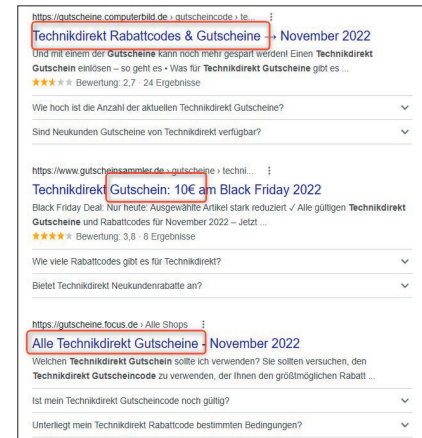 https://gutscheine.computerbild.de › gutscheincode › te...
Technikdirekt Rabattcodes & Gutscheine → November 2022
Und mit einem der Gutscheine kann noch mehr gespart werden! Einen Technikdirekt
Gutschein einlösen – so geht es • Was für Technikdirekt Gutscheine gibt es ...
Bewertung: 2,7 · 24 Ergebnisse
Wie hoch ist die Anzahl der aktuellen Technikdirekt Gutscheine?
Sind Neukunden Gutscheine von Technikdirekt verfügbar?
https://www.gutscheinsammler.de › gutscheine › techni...
Technikdirekt Gutschein: 10€ am Black Friday 2022
Black Friday Deal: Nur heute: Ausgewählte Artikel stark reduziert ✓ Alle gültigen Technikdirekt
Gutscheine und Rabattcodes für November 2022 – Jetzt ...
Bewertung: 3,8 · 8 Ergebnisse
Wie viele Rabattcodes gibt es für Technikdirekt?
Bietet Technikdirekt Neukundenrabatte an?
https://gutscheine.focus.de › Alle Shops
Alle Technikdirekt Gutscheine - November 2022
Welchen Technikdirekt Gutschein sollte ich verwenden? Sie sollten versuchen, den
Technikdirekt Gutscheincode zu verwenden, der Ihnen den größtmöglichen Rabatt ...
Ist mein Technikdirekt Gutscheincode noch gültig?
Unterliegt mein Technikdirekt Rabattcode bestimmten Bedingungen?